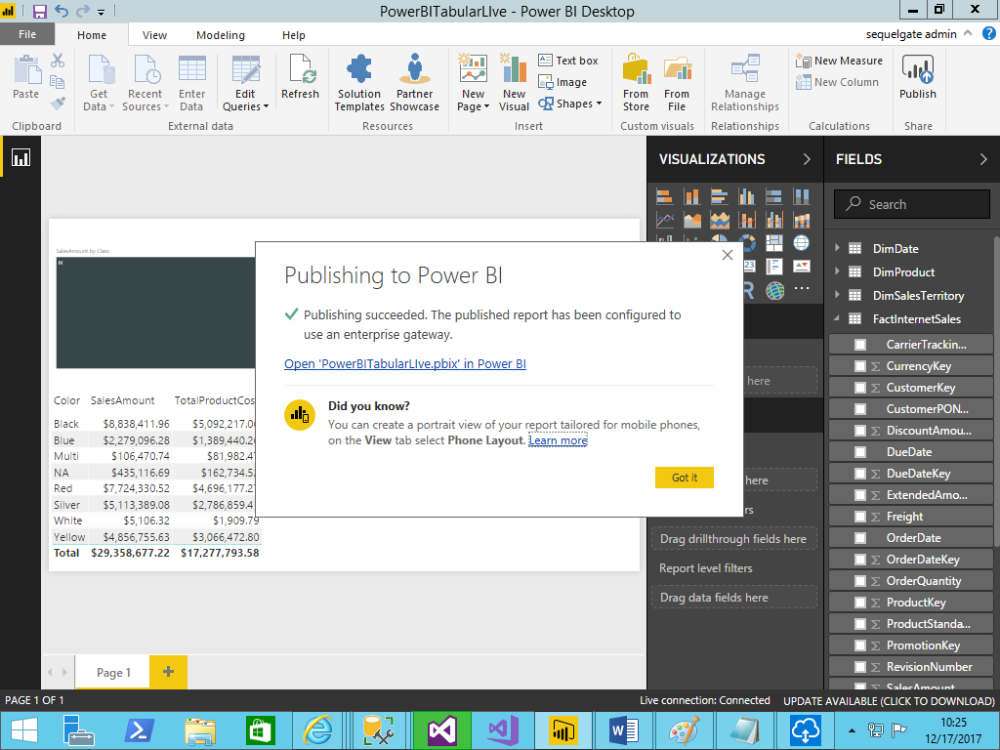 PowerBITabularLIve - Power BI Desktop
File
Home
View
Modeling
Help
sequelgate admin
Paste
Get
Data
Recent
Sources
Enter
Data
Edit
Queries
Refresh
Solution
Templates
Partner
Showcase
New
Page
New
Visual
Text box
Image
Shapes
From
Store
From
File
Manage
Relationships
New Measure
New Column
Publish
Clipboard
External data
Resources
Insert
Custom visuals
Relationships
Calculations
Share
VISUALIZATIONS
FIELDS
Search
SalesAmount by Class
H
Color SalesAmount TotalProductCos
Black $8,838,411.96 $5,092,217.0
Blue $2,279,096.28 $1,389,440.2
Multi $106,470.74 $81,982.4
NA $435,116.69 $162,734.5
Red $7,724,330.52 $4,696,177.2
Silver $5,113,389.08 $2,786,859.4
White $5,106.32 $1,909.79
Yellow $4,856,755.63 $3,066,472.80
Total $29,358,677.22 $17,277,793.58
Publishing to Power BI
Publishing succeeded. The published report has been configured to
use an enterprise gateway.
Open 'PowerBITabularLIve.pbix' in Power BI
Did you know?
You can create a portrait view of your report tailored for mobile phones,
on the View tab select Phone Layout. Learn more
Got it
123
R
here
here
rs
Drag drillthrough fields here
Report level filters
Drag data fields here
DimDate
DimProduct
DimSalesTerritory
FactInternetSales
CarrierTrackin...
CurrencyKey
CustomerKey
CustomerPON...
DiscountAmou...
DueDate
DueDateKey
ExtendedAmo...
Freight
OrderDate
OrderDateKey
OrderQuantity
ProductKey
ProductStanda...
PromotionKey
RevisionNumber
SalesAmount
Page 1
PAGE 1 OF 1
Live connection: Connected
UPDATE AVAILABLE (CLICK TO DOWNLOAD)
10:25
12/17/2017